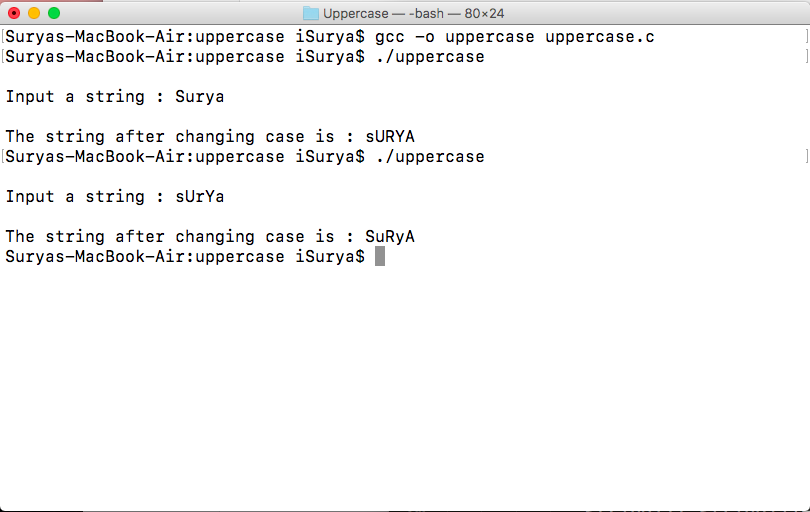 Uppercase — -bash — 80×24
[Suryas-MacBook-Air:uppercase iSurya$ gcc -o uppercase uppercase.c ]
[Suryas-MacBook-Air:uppercase iSurya$ ./uppercase ]
Input a string : Surya
The string after changing case is : sURYA
[Suryas-MacBook-Air:uppercase iSurya$ ./uppercase ]
Input a string : sUrYa
The string after changing case is : SuRyA
Suryas-MacBook-Air:uppercase iSurya$